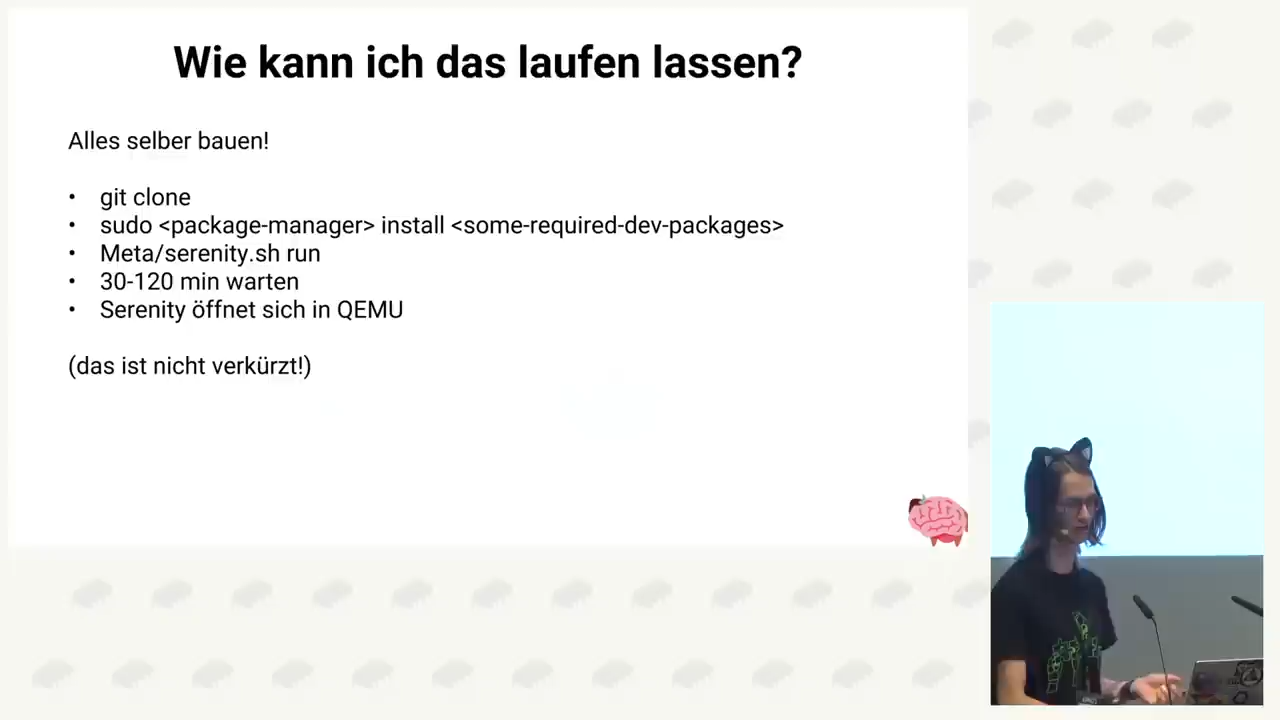 Wie kann ich das laufen lassen?
Alles selber bauen!
• git clone
• sudo <package-manager> install <some-required-dev-packages>
• Meta/serenity.sh run
• 30-120 min warten
• Serenity öffnet sich in QEMU
(das ist nicht verkürzt!)